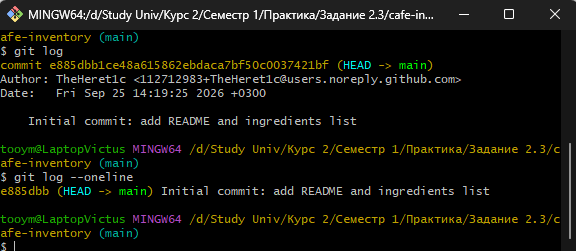 MINGW64:/d/Study Univ/Курс 2/Семестр 1/Практика/Задание 2.3/cafe-in...
afe-inventory (main)
$ git log
commit e885dbb1ce48a615862ebdaca7bf50c0037421bf (HEAD -> main)
Author: TheHeret1c <112712983+TheHeret1c@users.noreply.github.com>
Date:   Fri Sep 25 14:19:25 2026 +0300
    Initial commit: add README and ingredients list
tooym@LaptopVictus MINGW64 /d/Study Univ/Курс 2/Семестр 1/Практика/Задание 2.3/c
afe-inventory (main)
$ git log --oneline
e885dbb (HEAD -> main) Initial commit: add README and ingredients list
tooym@LaptopVictus MINGW64 /d/Study Univ/Курс 2/Семестр 1/Практика/Задание 2.3/c
afe-inventory (main)
$